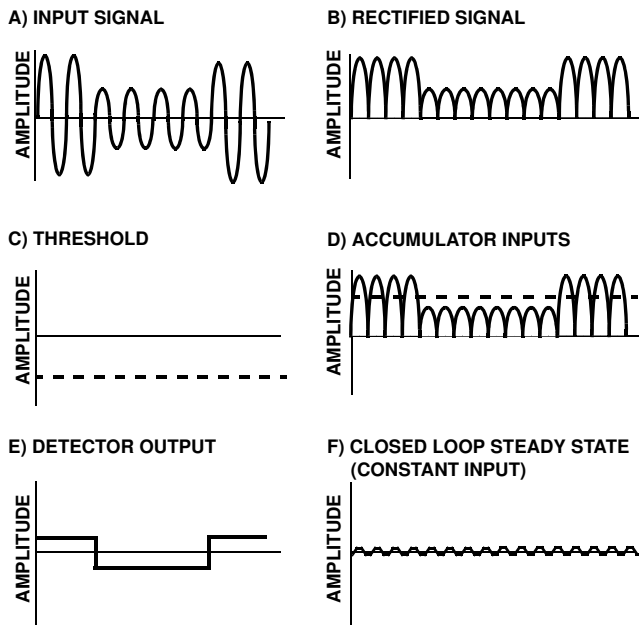 A) INPUT SIGNAL
AMPLITUDE
B) RECTIFIED SIGNAL
AMPLITUDE
C) THRESHOLD
AMPLITUDE
D) ACCUMULATOR INPUTS
AMPLITUDE
E) DETECTOR OUTPUT
AMPLITUDE
F) CLOSED LOOP STEADY STATE
(CONSTANT INPUT)
AMPLITUDE